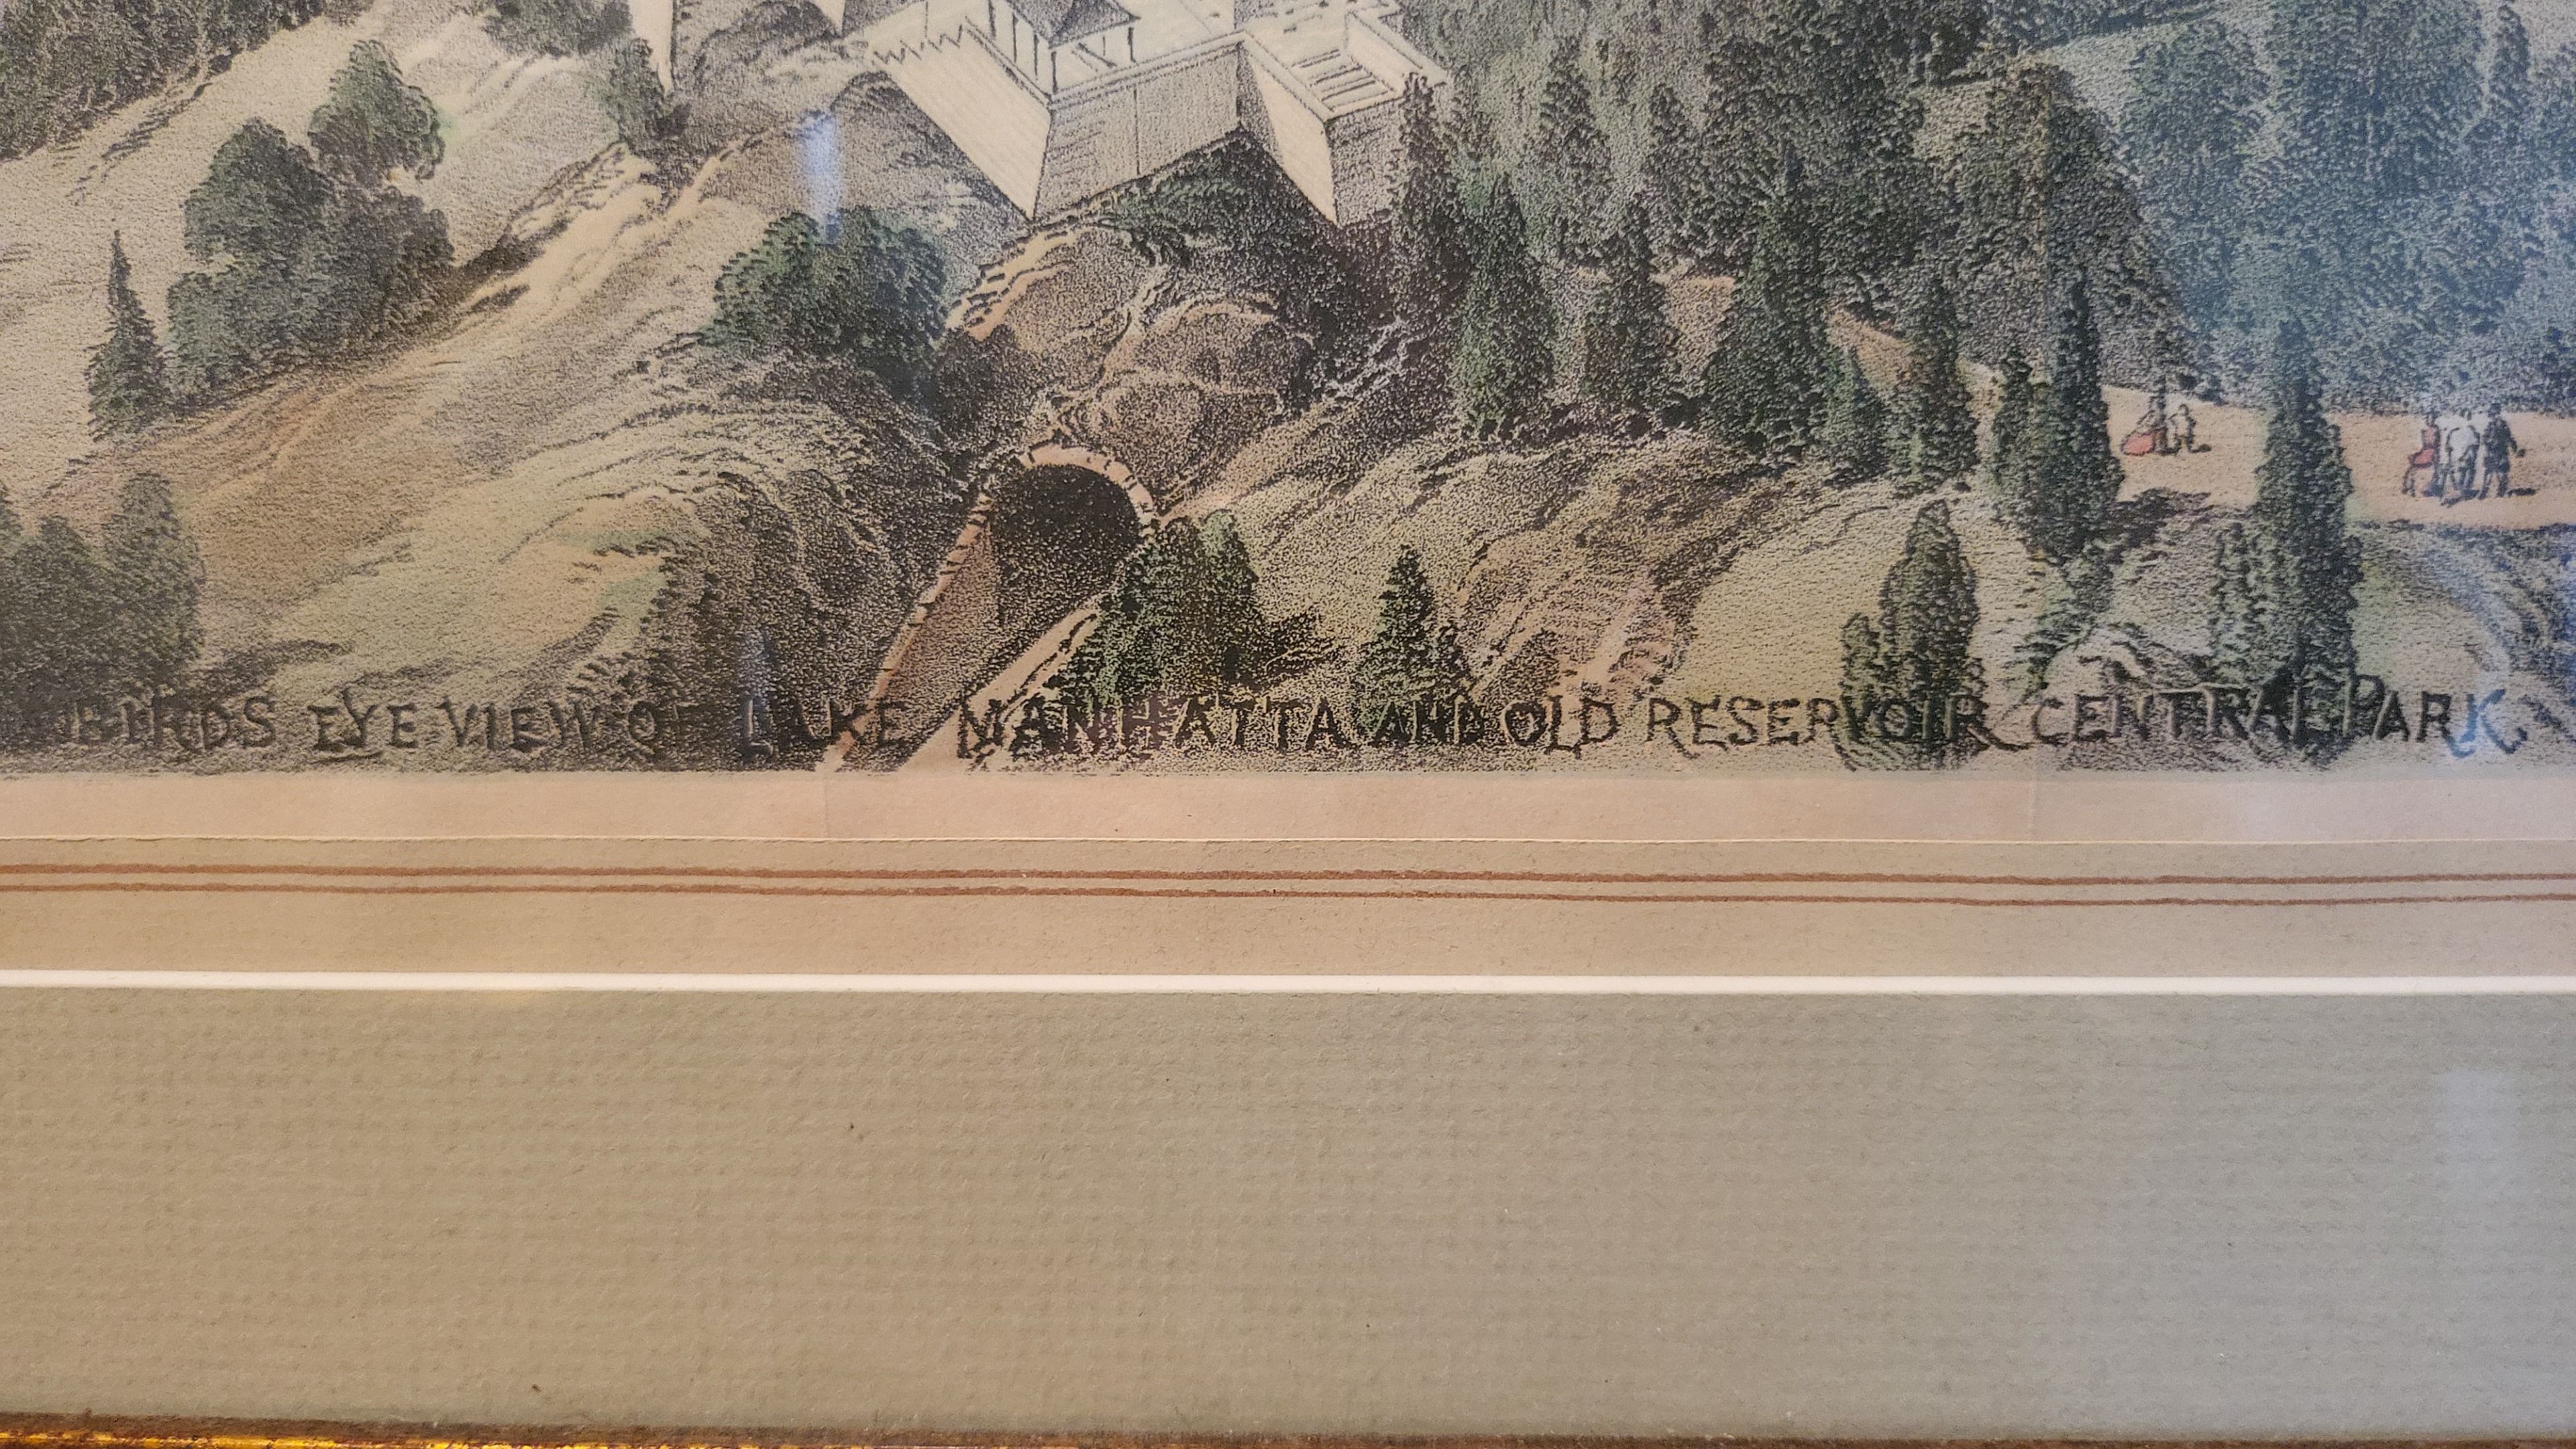 BIRDS EYE VIEW OF LAKE MANHATTA AND OLD RESERVOIR CENTRAL PARK.